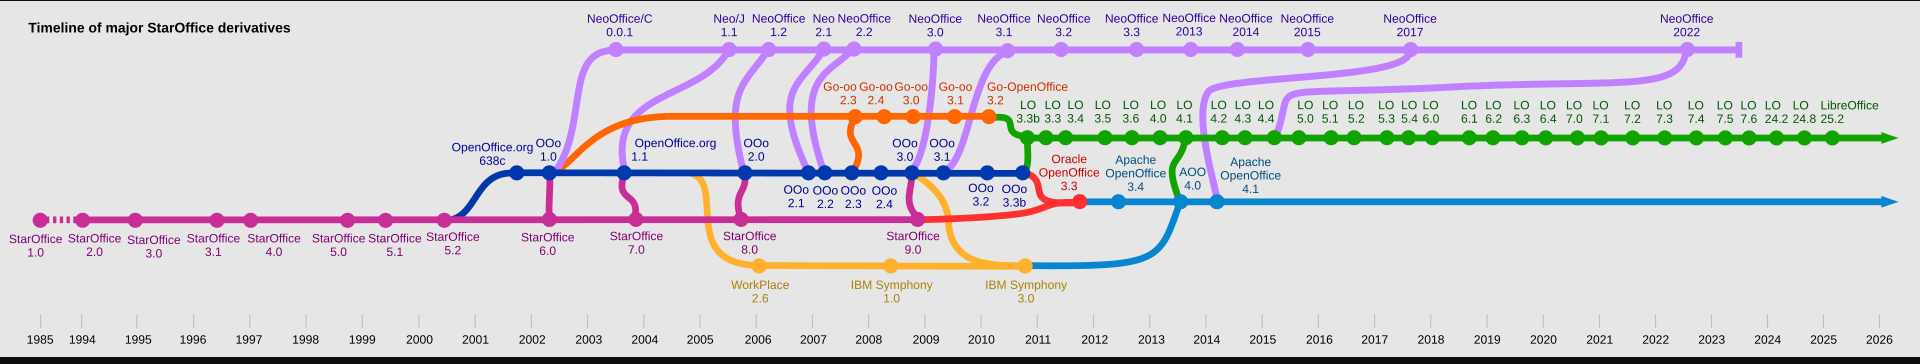 Timeline of major StarOffice derivatives
NeoOffice/C
0.0.1
Neo/J
1.1
NeoOffice
1.2
Neo
2.1
NeoOffice
2.2
NeoOffice
3.0
NeoOffice
3.1
NeoOffice
3.2
NeoOffice
3.3
NeoOffice
2013
NeoOffice
2014
NeoOffice
2015
NeoOffice
2017
NeoOffice
2022
Go-oo
2.3
Go-oo
2.4
Go-oo
3.0
Go-oo
3.1
Go-OpenOffice
3.2
LO
3.3b
LO
3.3
LO
3.4
LO
3.5
LO
3.6
LO
4.0
LO
4.1
LO
4.2
LO
4.3
LO
4.4
LO
5.0
LO
5.1
LO
5.2
LO
5.3
LO
5.4
LO
6.0
LO
6.1
LO
6.2
LO
6.3
LO
6.4
LO
7.0
LO
7.1
LO
7.2
LO
7.3
LO
7.4
LO
7.5
LO
7.6
LO
24.2
LO
24.8
LibreOffice
25.2
OpenOffice.org
638c
OOo
1.0
OpenOffice.org
1.1
OOo
2.0
OOo
2.1
OOo
2.2
OOo
2.3
OOo
2.4
OOo
3.0
OOo
3.1
OOo
3.2
OOo
3.3b
Oracle
OpenOffice
3.3
Apache
OpenOffice
3.4
AOO
4.0
Apache
OpenOffice
4.1
StarOffice
1.0
StarOffice
2.0
StarOffice
3.0
StarOffice
3.1
StarOffice
4.0
StarOffice
5.0
StarOffice
5.1
StarOffice
5.2
StarOffice
6.0
StarOffice
7.0
StarOffice
8.0
StarOffice
9.0
WorkPlace
2.6
IBM Symphony
1.0
IBM Symphony
3.0
1985 1994 1995 1996 1997 1998 1999 2000 2001 2002 2003 2004 2005 2006 2007 2008 2009 2010 2011 2012 2013 2014 2015 2016 2017 2018 2019 2020 2021 2022 2023 2024 2025 2026